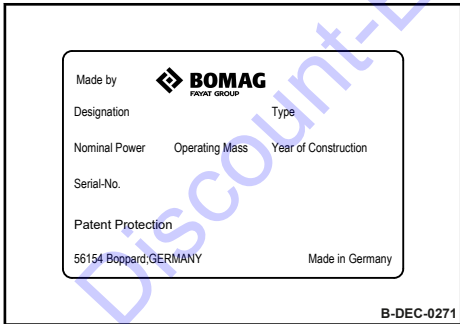 Made by BOMAG
FAYAT GROUP
Designation Type
Nominal Power Operating Mass Year of Construction
Serial-No.
Patent Protection
56154 Boppard;GERMANY Made in Germany
B-DEC-0271
Discount-